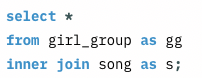 select *
from girl_group as gg
inner join song as s;